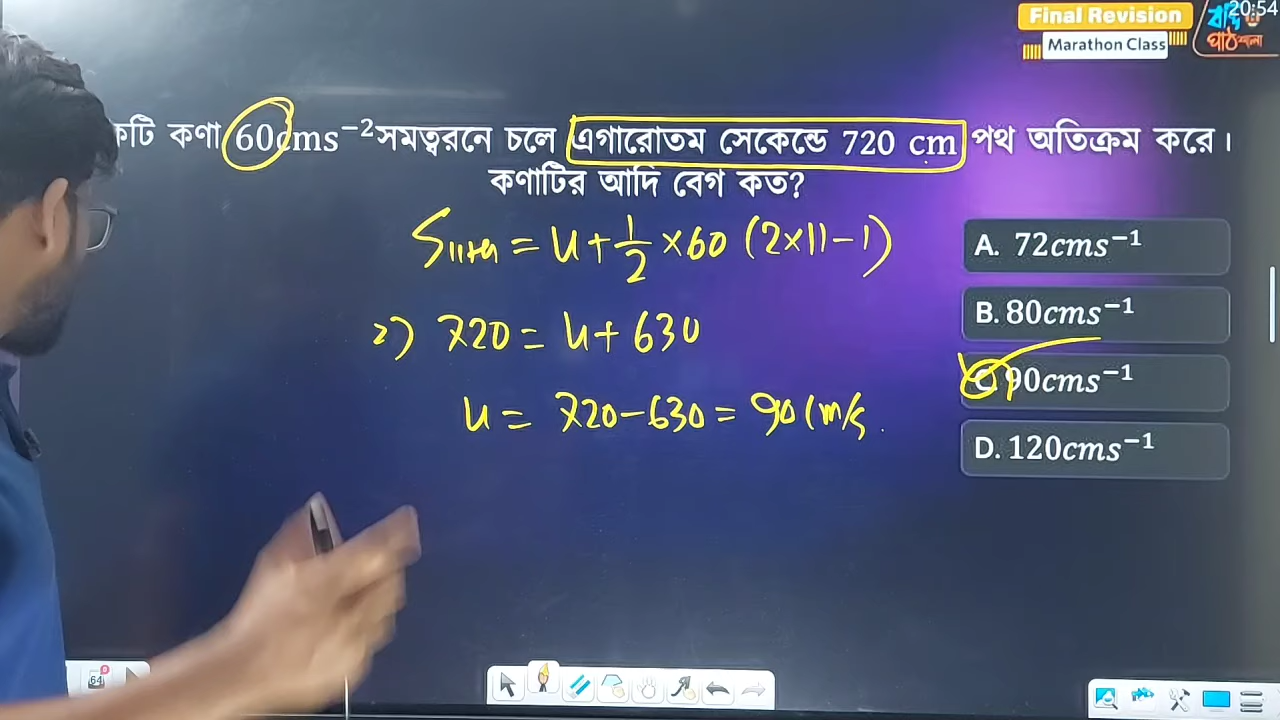 20:54
Final Revision
Marathon Class
কণা 60cms⁻² সমত্বরনে চলে এগারোতম সেকেন্ডে 720 cm পথ অতিক্রম করে।
কণাটির আদি বেগ কত?
S₁₁ₜₕ = u + 1/2 × 60 (2×11-1)
⇒) 720 = u + 630
u = 720 - 630 = 90 cm/s.
A. 72cms⁻¹
B. 80cms⁻¹
C. 90cms⁻¹
D. 120cms⁻¹
64